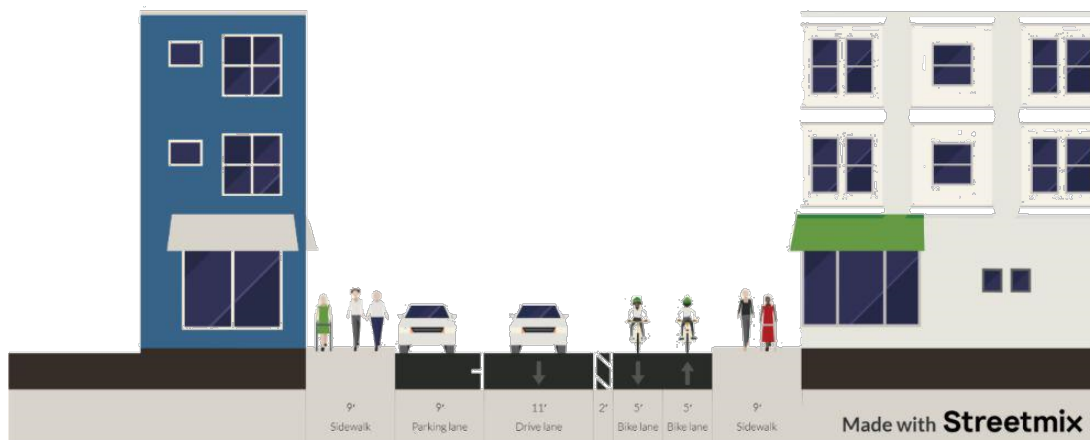 9' 9' 11' 2' 5' 5' 9'
Sidewalk Parking lane Drive lane Bike lane Bike lane Sidewalk
Made with Streetmix